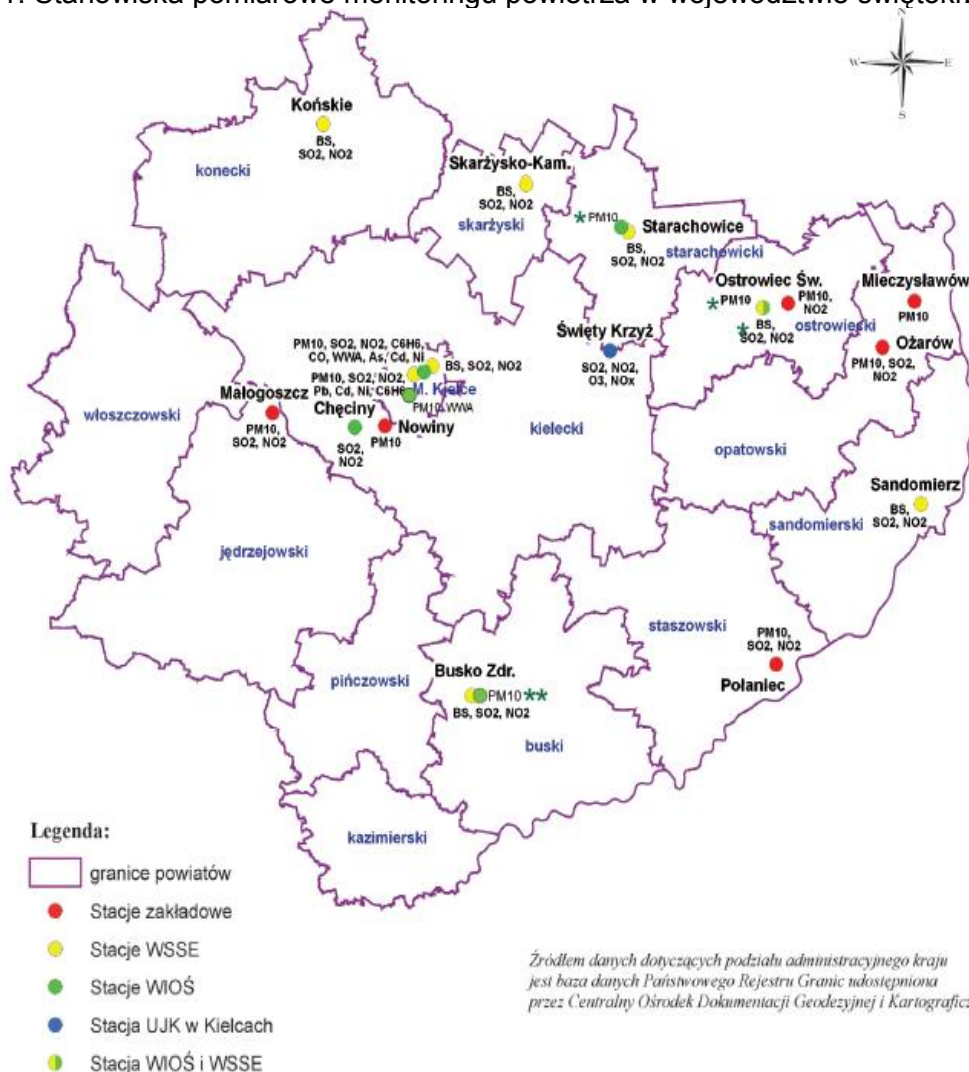 1. Stanowiska pomiarowe monitoringu powietrza w województwie
N
W
E
S
Końskie
BS,
SO2, NO2
konecki
Skarżysko-Kam.
BS,
SO2, NO2
skarżyski
* PM10
Starachowice
BS,
SO2, NO2
starachowicki
Ostrowiec Św.
* PM10
PM10,
NO2
*
BS,
SO2, NO2
ostrowiecki
Mieczysławów
PM10
Ożarów
PM10, SO2,
NO2
Święty Krzyż
SO2, NO2,
O3, NOx
PM10, SO2, NO2, C6H6,
CO, WWA, As, Cd, Ni
BS, SO2, NO2
PM10, SO2, NO2,
Pb, Cd, Ni, C6H6
M. Kielce
PM10, WWA
Małogoszcz
PM10,
SO2, NO2
Chęciny
SO2,
NO2
Nowiny
PM10
włoszczowski
kielecki
opatowski
Sandomierz
BS,
SO2, NO2
sandomierski
jędrzejowski
staszowski
PM10,
SO2, NO2
Połaniec
pińczowski
Busko Zdr.
PM10 **
BS, SO2, NO2
buski
kazimierski
Legenda:
granice powiatów
Stacje zakładowe
Stacje WSSE
Stacje WIOŚ
Stacja UJK w Kielcach
Stacja WIOŚ i WSSE
Źródłem danych dotyczących podziału administracyjnego kraju
jest baza danych Państwowego Rejestru Granic udostępniona
przez Centralny Ośrodek Dokumentacji Geodezyjnej i Kartograficz